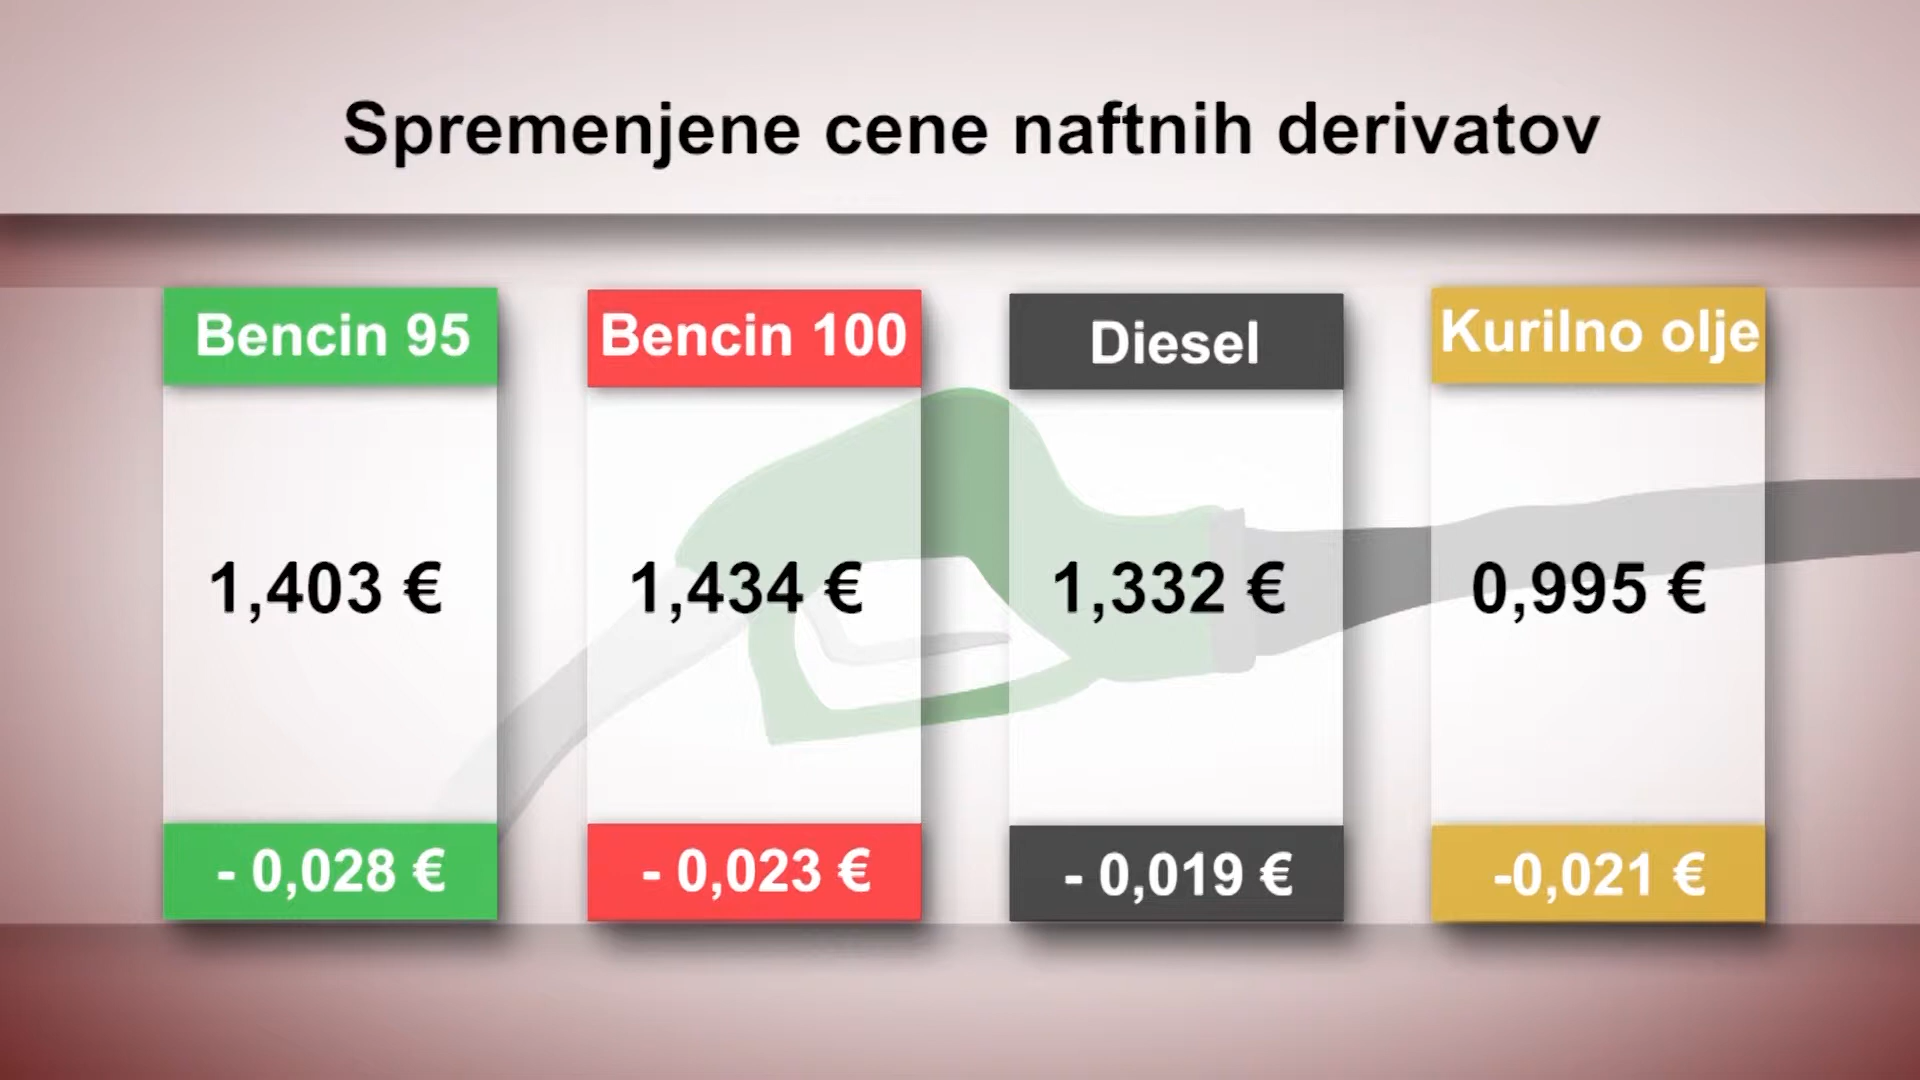 Spremenjene cene naftnih derivatov
Bencin 95
1,403 €
- 0,028 €
Bencin 100
1,434 €
- 0,023 €
Diesel
1,332 €
- 0,019 €
Kurilno olje
0,995 €
-0,021 €